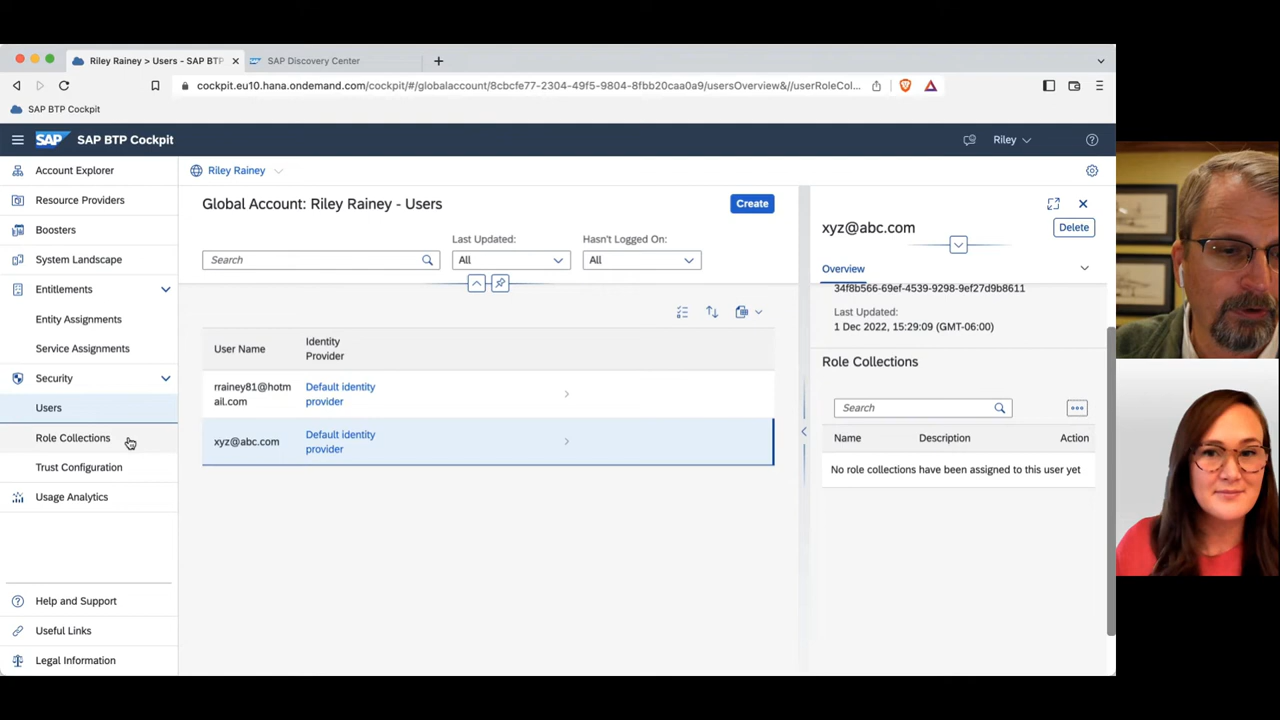 Riley Rainey > Users - SAP BTP
SAP Discovery Center
cockpit.eu10.hana.ondemand.com/cockpit/#/globalaccount/8cbcfe77-2304-49f5-9804-8fbb20caa0a9/usersOverview&//userRoleCol...
SAP BTP Cockpit
SAP SAP BTP Cockpit
Riley
Account Explorer
Resource Providers
Boosters
System Landscape
Entitlements
Entity Assignments
Service Assignments
Security
Users
Role Collections
Trust Configuration
Usage Analytics
Help and Support
Useful Links
Legal Information
Riley Rainey
Global Account: Riley Rainey - Users
Create
Last Updated:
Hasn't Logged On:
Search
All
All
User Name
Identity
Provider
rrainey81@hotm
ail.com
Default identity
provider
xyz@abc.com
Default identity
provider
xyz@abc.com
Delete
Overview
34f8b566-69ef-4539-9298-9ef27d9b8611
Last Updated:
1 Dec 2022, 15:29:09 (GMT-06:00)
Role Collections
Search
Name
Description
Action
No role collections have been assigned to this user yet